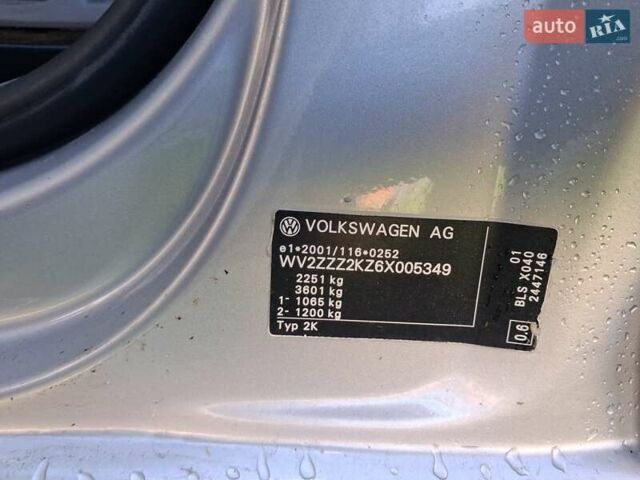 auto RIA.com
VOLKSWAGEN AG
e1*2001/116*0252
WV2ZZZ2KZ6X005349
2251 kg
3601 kg
1- 1065 kg
2- 1200 kg
Typ 2K
01
BLS X040
2447146
0.6